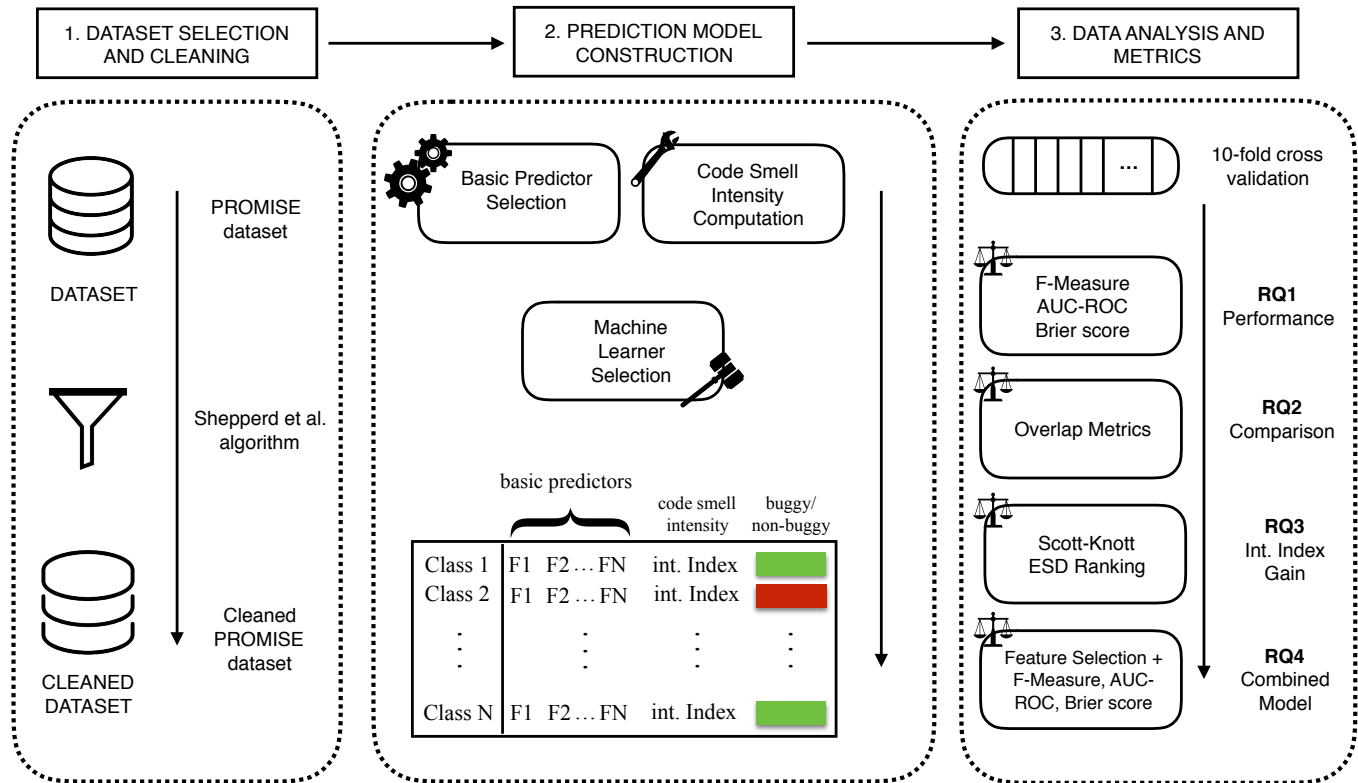 1. DATASET SELECTION
AND CLEANING
2. PREDICTION MODEL
CONSTRUCTION
3. DATA ANALYSIS AND
METRICS
PROMISE
dataset
DATASET
Shepperd et al.
algorithm
Cleaned
PROMISE
dataset
CLEANED
DATASET
Basic Predictor
Selection
Code Smell
Intensity
Computation
Machine
Learner
Selection
basic predictors
code smell
intensity
buggy/
non-buggy
Class 1 F1 F2 ... FN int. Index
Class 2 F1 F2 ... FN int. Index
Class N F1 F2 ... FN int. Index
...
10-fold cross
validation
F-Measure
AUC-ROC
Brier score
RQ1
Performance
Overlap Metrics
RQ2
Comparison
Scott-Knott
ESD Ranking
RQ3
Int. Index
Gain
Feature Selection +
F-Measure, AUC-
ROC, Brier score
RQ4
Combined
Model